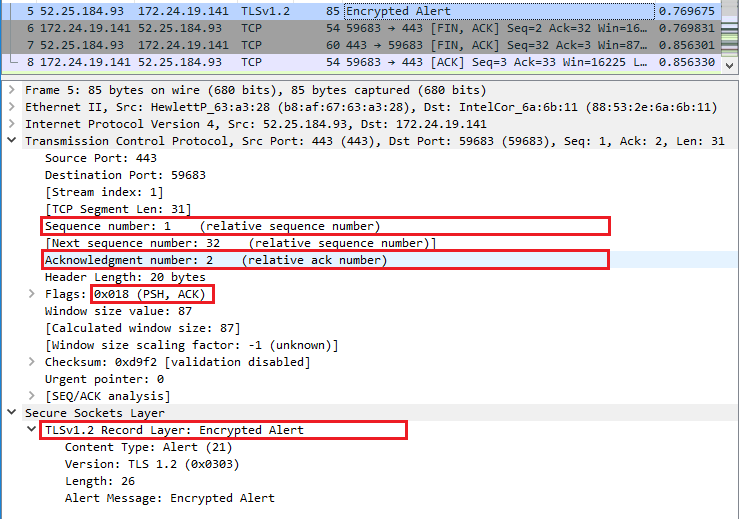 5 52.25.184.93 172.24.19.141 TLSv1.2 85 Encrypted Alert 0.769675
6 172.24.19.141 52.25.184.93 TCP 54 59683 → 443 [FIN, ACK] Seq=2 Ack=32 Win=16… 0.769831
7 52.25.184.93 172.24.19.141 TCP 60 443 → 59683 [FIN, ACK] Seq=32 Ack=3 Win=87… 0.856301
8 172.24.19.141 52.25.184.93 TCP 54 59683 → 443 [ACK] Seq=3 Ack=33 Win=16225 L… 0.856330
Frame 5: 85 bytes on wire (680 bits), 85 bytes captured (680 bits)
Ethernet II, Src: HewlettP_63:a3:28 (b8:af:67:63:a3:28), Dst: IntelCor_6a:6b:11 (88:53:2e:6a:6b:11)
Internet Protocol Version 4, Src: 52.25.184.93, Dst: 172.24.19.141
Transmission Control Protocol, Src Port: 443 (443), Dst Port: 59683 (59683), Seq: 1, Ack: 2, Len: 31
Source Port: 443
Destination Port: 59683
[Stream index: 1]
[TCP Segment Len: 31]
Sequence number: 1 (relative sequence number)
[Next sequence number: 32 (relative sequence number)]
Acknowledgment number: 2 (relative ack number)
Header Length: 20 bytes
Flags: 0x018 (PSH, ACK)
Window size value: 87
[Calculated window size: 87]
[Window size scaling factor: -1 (unknown)]
Checksum: 0xd9f2 [validation disabled]
Urgent pointer: 0
[SEQ/ACK analysis]
Secure Sockets Layer
TLSv1.2 Record Layer: Encrypted Alert
Content Type: Alert (21)
Version: TLS 1.2 (0x0303)
Length: 26
Alert Message: Encrypted Alert